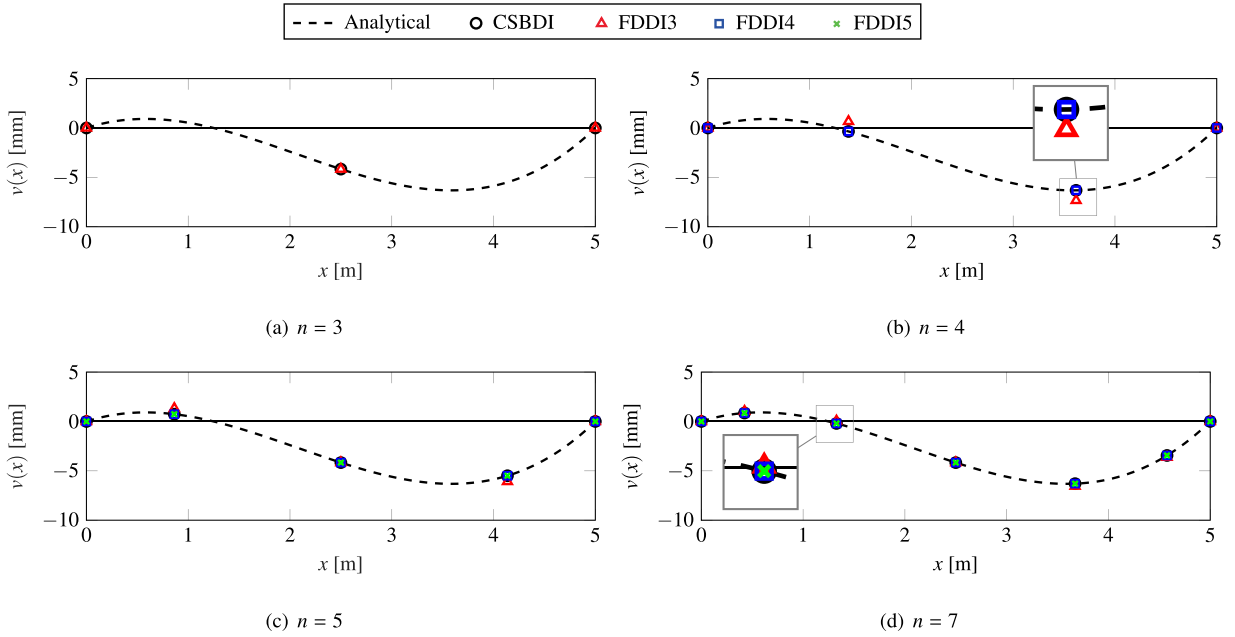 Analytical CSBDI FDDI3 FDDI4 FDDI5
5
0
−5
−10
v(x) [mm]
0 1 2 3 4 5
x [m]
(a) n = 3
5
0
−5
−10
v(x) [mm]
0 1 2 3 4 5
x [m]
(b) n = 4
5
0
−5
−10
v(x) [mm]
0 1 2 3 4 5
x [m]
(c) n = 5
5
0
−5
−10
v(x) [mm]
0 1 2 3 4 5
x [m]
(d) n = 7